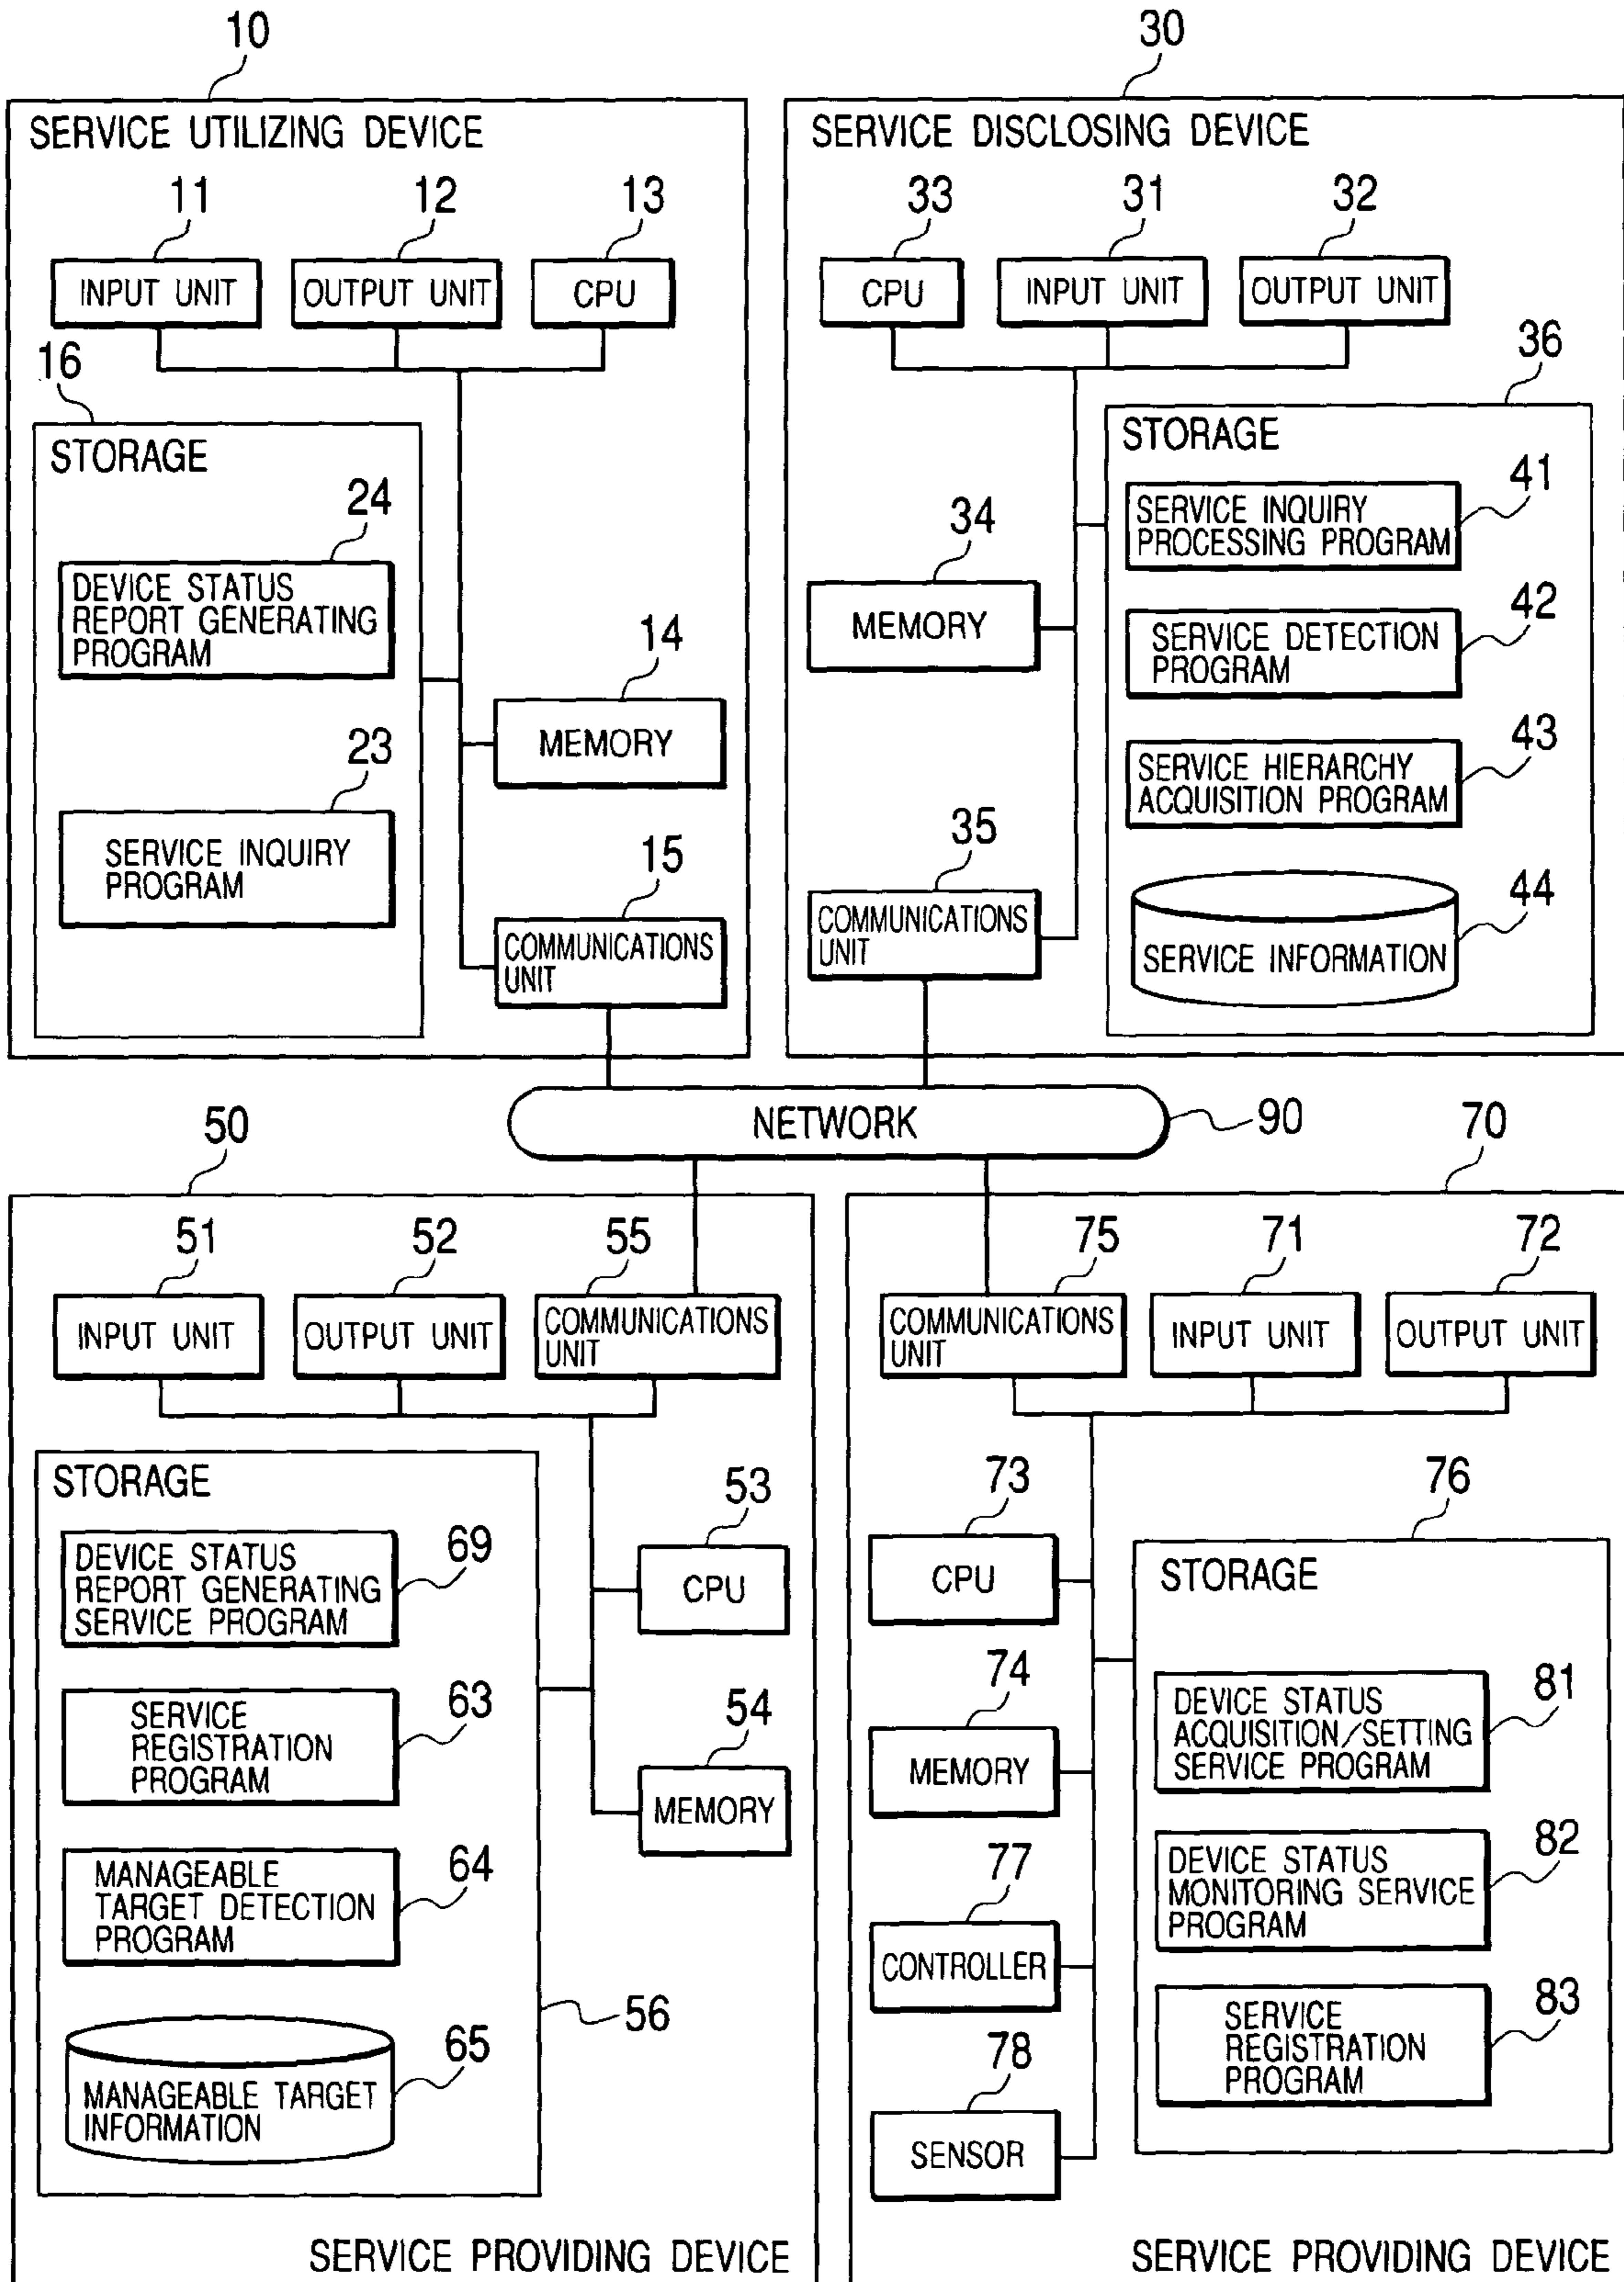 10
SERVICE UTILIZING DEVICE
11
12
13
INPUT UNIT
OUTPUT UNIT
CPU
16
STORAGE
24
DEVICE STATUS
REPORT GENERATING
PROGRAM
14
MEMORY
23
SERVICE INQUIRY
PROGRAM
15
COMMUNICATIONS
UNIT
30
SERVICE DISCLOSING DEVICE
33
31
32
CPU
INPUT UNIT
OUTPUT UNIT
36
STORAGE
41
SERVICE INQUIRY
PROCESSING PROGRAM
34
MEMORY
42
SERVICE DETECTION
PROGRAM
43
SERVICE HIERARCHY
ACQUISITION PROGRAM
35
COMMUNICATIONS
UNIT
44
SERVICE INFORMATION
NETWORK
90
50
51
52
55
INPUT UNIT
OUTPUT UNIT
COMMUNICATIONS
UNIT
STORAGE
69
DEVICE STATUS
REPORT GENERATING
SERVICE PROGRAM
53
CPU
63
SERVICE
REGISTRATION
PROGRAM
54
MEMORY
64
MANAGEABLE
TARGET DETECTION
PROGRAM
56
65
MANAGEABLE TARGET
INFORMATION
SERVICE PROVIDING DEVICE
70
75
71
72
COMMUNICATIONS
UNIT
INPUT UNIT
OUTPUT UNIT
73
CPU
76
STORAGE
74
MEMORY
81
DEVICE STATUS
ACQUISITION/SETTING
SERVICE PROGRAM
77
CONTROLLER
82
DEVICE STATUS
MONITORING SERVICE
PROGRAM
78
SENSOR
83
SERVICE
REGISTRATION
PROGRAM
SERVICE PROVIDING DEVICE